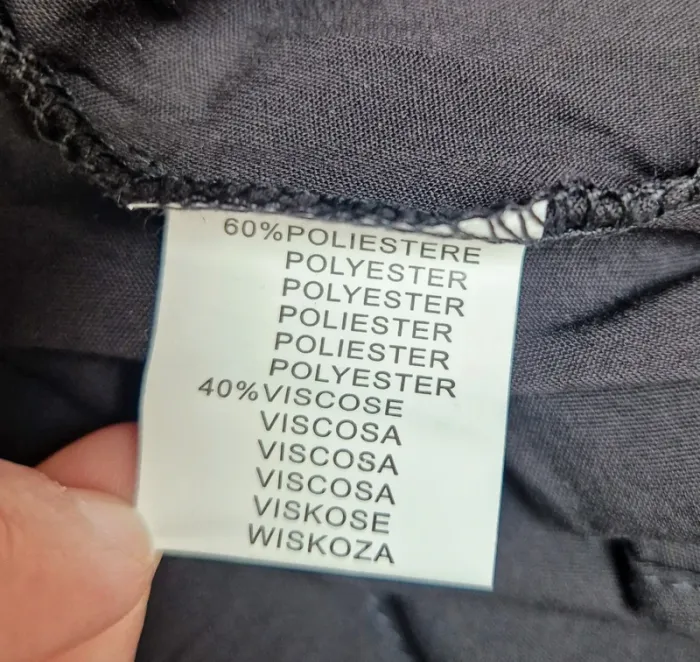 60%POLIESTERE
POLYESTER
POLYESTER
POLIESTER
POLIESTER
POLYESTER
40%VISCOSE
VISCOSA
VISCOSA
VISCOSA
VISKOSE
WISKOZA